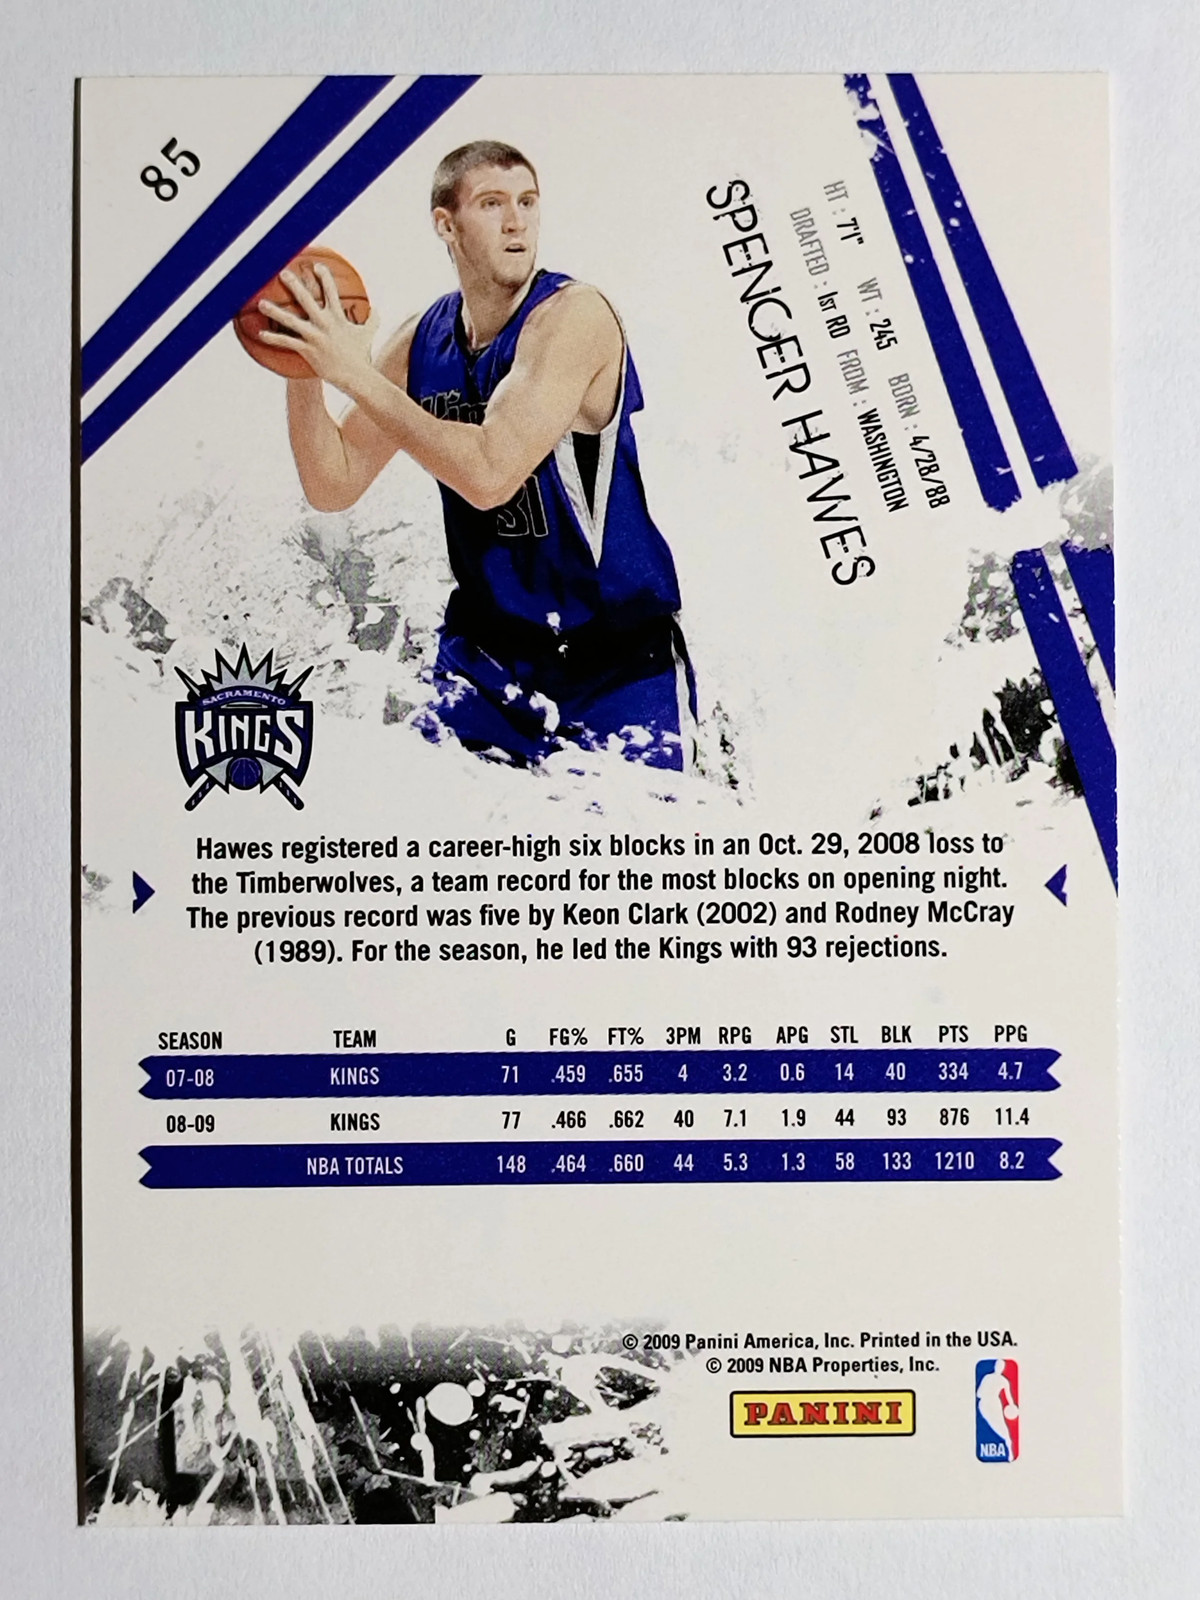 85
SPENCER HAWES
HT : 7'1" WT : 245 BORN : 4/28/88
DRAFTED : 1ST RD FROM : WASHINGTON
31
SACRAMENTO
KINGS
Hawes registered a career-high six blocks in an Oct. 29, 2008 loss to
the Timberwolves, a team record for the most blocks on opening night.
The previous record was five by Keon Clark (2002) and Rodney McCray
(1989). For the season, he led the Kings with 93 rejections.
SEASON TEAM G FG% FT% 3PM RPG APG STL BLK PTS PPG
07-08 KINGS 71 .459 .655 4 3.2 0.6 14 40 334 4.7
08-09 KINGS 77 .466 .662 40 7.1 1.9 44 93 876 11.4
NBA TOTALS 148 .464 .660 44 5.3 1.3 58 133 1210 8.2
© 2009 Panini America, Inc. Printed in the USA.
© 2009 NBA Properties, Inc.
PANINI
NBA